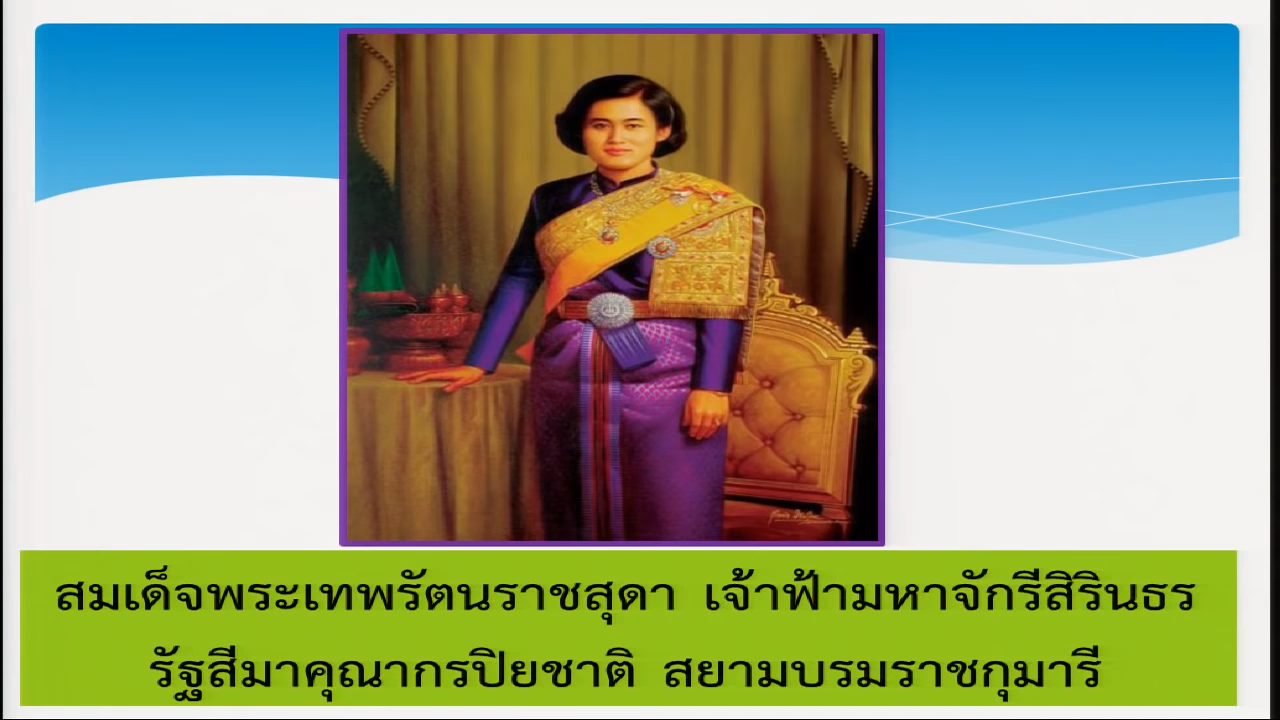 สมเด็จพระเทพรัตนราชสุดา เจ้าฟ้ามหาจักรีสิรินธร
รัฐสีมาคุณากรปิยชาติ สยามบรมราชกุมารี